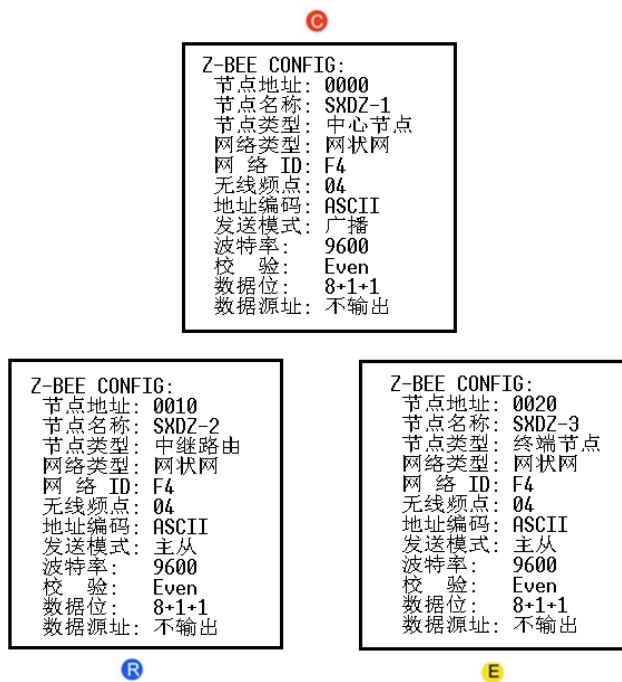 C
Z-BEE CONFIG:
节点地址: 0000
节点名称: SXDZ-1
节点类型: 中心节点
网络类型: 网状网
网 络 ID: F4
无线频点: 04
地址编码: ASCII
发送模式: 广播
波特率: 9600
校 验: Even
数据位: 8+1+1
数据源址: 不输出
Z-BEE CONFIG:
节点地址: 0010
节点名称: SXDZ-2
节点类型: 中继路由
网络类型: 网状网
网 络 ID: F4
无线频点: 04
地址编码: ASCII
发送模式: 主从
波特率: 9600
校 验: Even
数据位: 8+1+1
数据源址: 不输出
R
Z-BEE CONFIG:
节点地址: 0020
节点名称: SXDZ-3
节点类型: 终端节点
网络类型: 网状网
网 络 ID: F4
无线频点: 04
地址编码: ASCII
发送模式: 主从
波特率: 9600
校 验: Even
数据位: 8+1+1
数据源址: 不输出
E